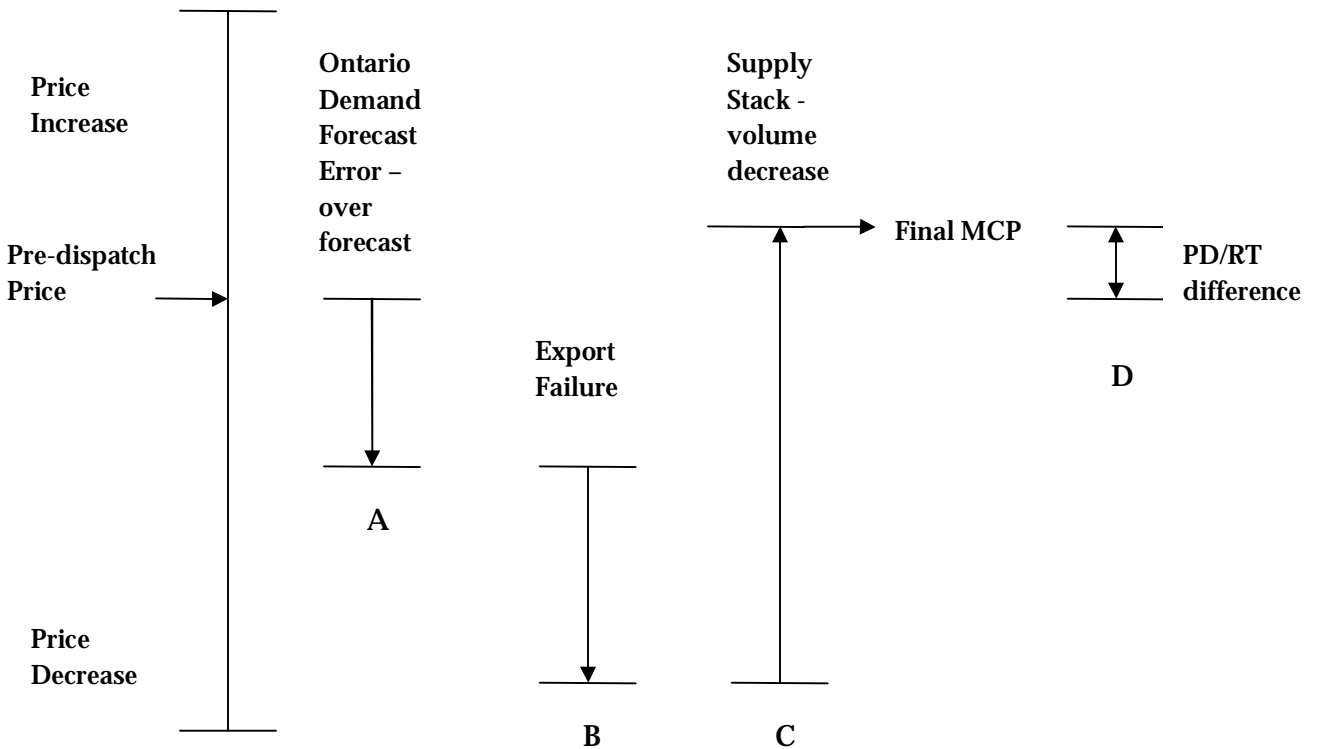 Price
Increase
Pre-dispatch
Price
Price
Decrease
Ontario
Demand
Forecast
Error –
over
forecast
A
Export
Failure
B
Supply
Stack -
volume
decrease
C
Final MCP
PD/RT
difference
D